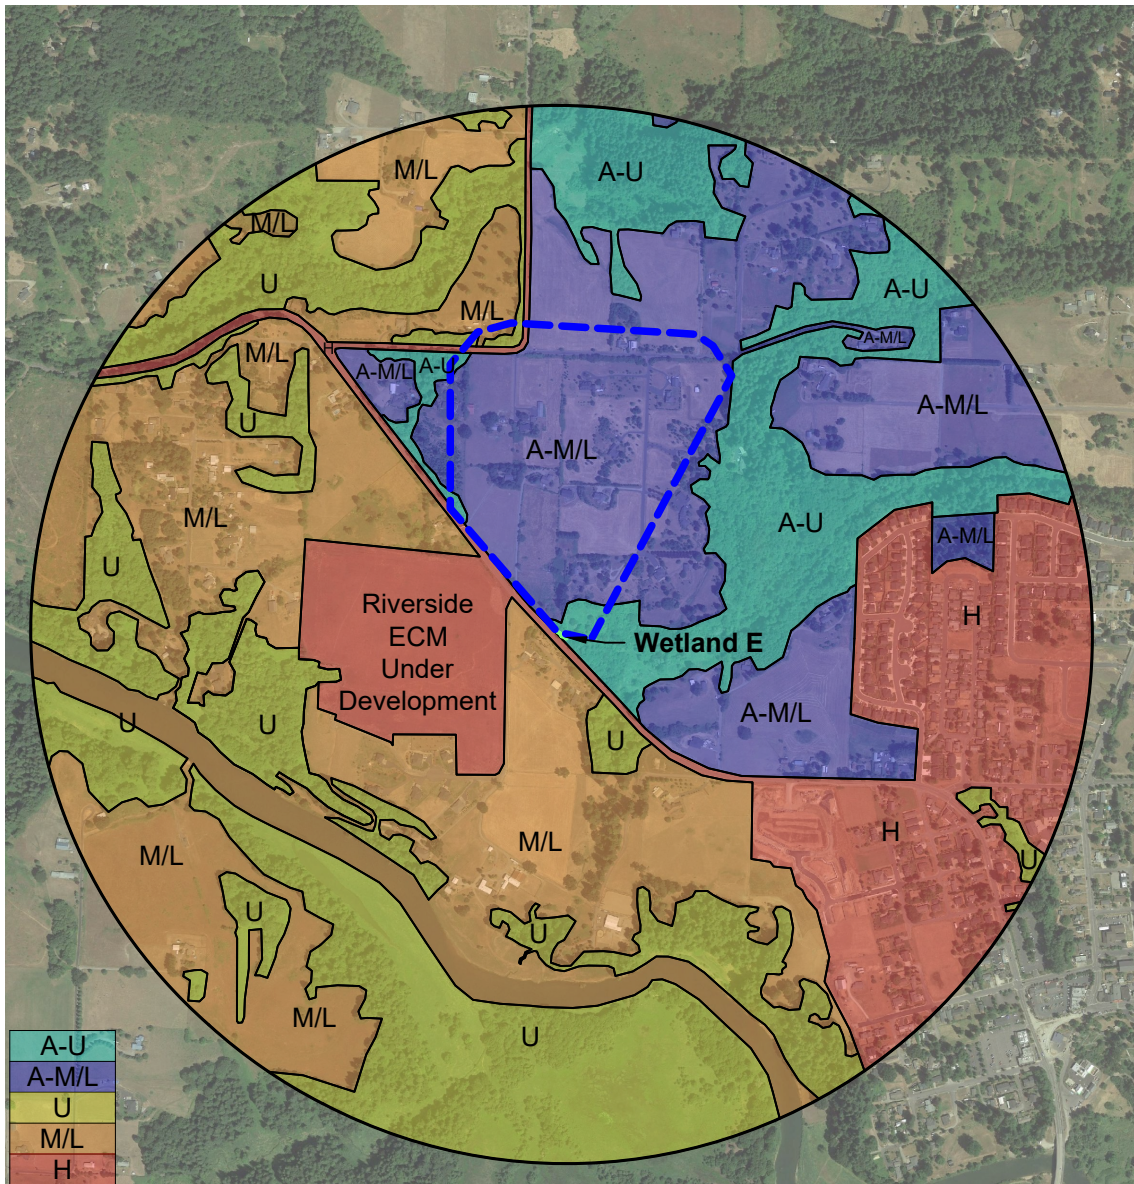 M/L
A-U
M/L
U
A-U
M/L
H
A-M/L
M/L
A-M/L
A-U
A-M/L
U
A-M/L
M/L
A-U
A-M/L
U
Riverside
ECM
Under
Development
H
Wetland E
U
U
A-M/L
U
H
M/L
M/L
U
U
U
M/L
U
A-U
A-M/L
U
M/L
H